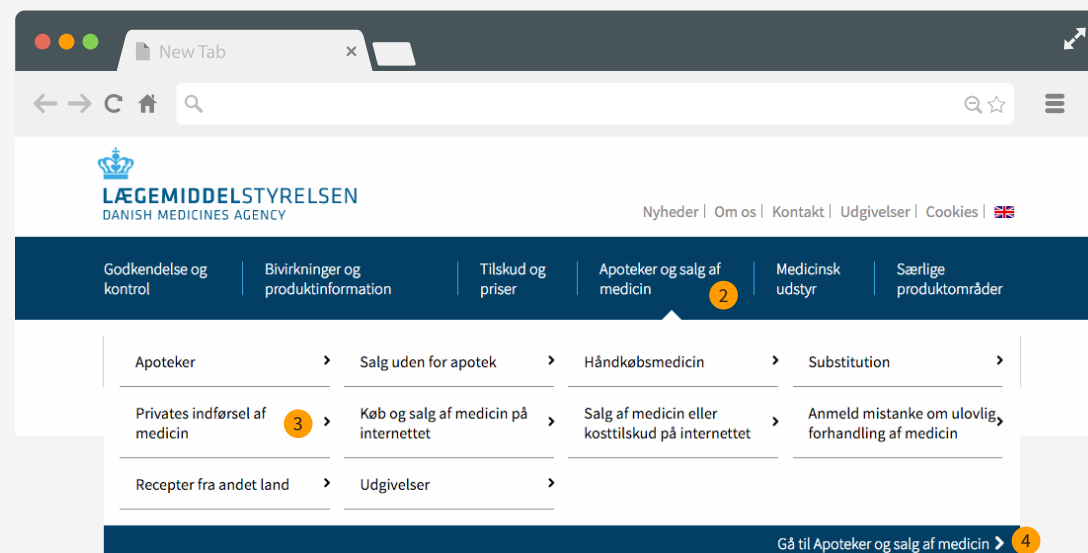 New Tab
LÆGEMIDDELSTYRELSEN
DANISH MEDICINES AGENCY
Nyheder | Om os | Kontakt | Udgivelser | Cookies |
Godkendelse og
kontrol
Bivirkninger og
produktinformation
Tilskud og
priser
Apoteker og salg af
medicin
2
Medicinsk
udstyr
Særlige
produktområder
Apoteker
Salg uden for apotek
Håndkøbsmedicin
Substitution
Privates indførsel af
medicin
3
Køb og salg af medicin på
internettet
Salg af medicin eller
kosttilskud på internettet
Anmeld mistanke om ulovlig
forhandling af medicin
Recepter fra andet land
Udgivelser
Gå til Apoteker og salg af medicin
4